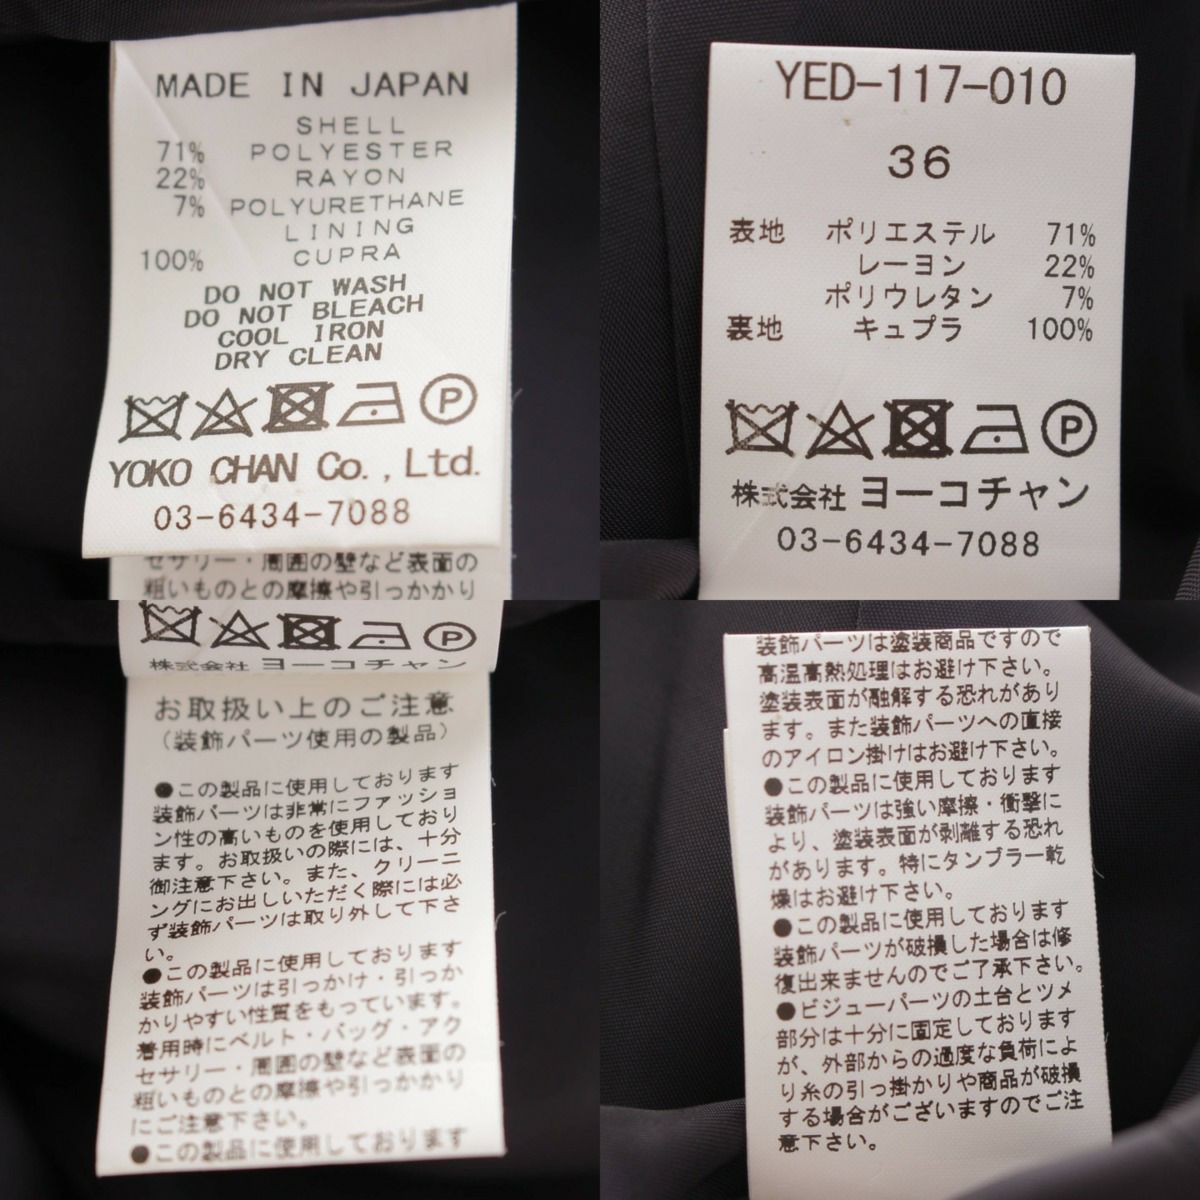 MADE IN JAPAN
SHELL
71% POLYESTER
22% RAYON
7% POLYURETHANE
LINING
100% CUPRA
DO NOT WASH
DO NOT BLEACH
COOL IRON
DRY CLEAN
P
YOKO CHAN Co.,Ltd.
03-6434-7088
セサリー・周囲の壁など表面の
粗いものとの摩擦や引っかかり
YED-117-010
36
表地 ポリエステル 71%
レーヨン 22%
ポリウレタン 7%
裏地 キュプラ 100%
P
株式会社 ヨーコチャン
03-6434-7088
P
株式会社 ヨーコチャン
お取扱い上のご注意
(装飾パーツ使用の製品)
●この製品に使用しております
装飾パーツは非常にファッショ
ン性の高いものを使用しており
ます。お取扱いの際には、十分
御注意下さい。また、クリーニ
ングにお出しいただく際には必
ず装飾パーツは取り外して下さ
い。
●この製品に使用しております
装飾パーツは引っかけ・引っか
かりやすい性質をもっています。
着用時にベルト・バッグ・アク
セサリー・周囲の壁など表面の
粗いものとの摩擦や引っかかり
にご注意下さい。
●この製品に使用しております
装飾パーツは塗装商品ですので
高温高熱処理はお避け下さい。
塗装表面が融解する恐れがあり
ます。また装飾パーツへの直接
のアイロン掛けはお避け下さい。
●この製品に使用しております
装飾パーツは強い摩擦・衝撃に
より、塗装表面が剥離する恐れ
があります。特にタンブラー乾
燥はお避け下さい。
●この製品に使用しております
装飾パーツが破損した場合は修
復出来ませんのでご了承下さい。
●ビジューパーツの土台とツメ
部分は十分に固定しております
が、外部からの過度な負荷によ
り糸の引っ掛かりや商品が破損
する場合がございますのでご注
意下さい。